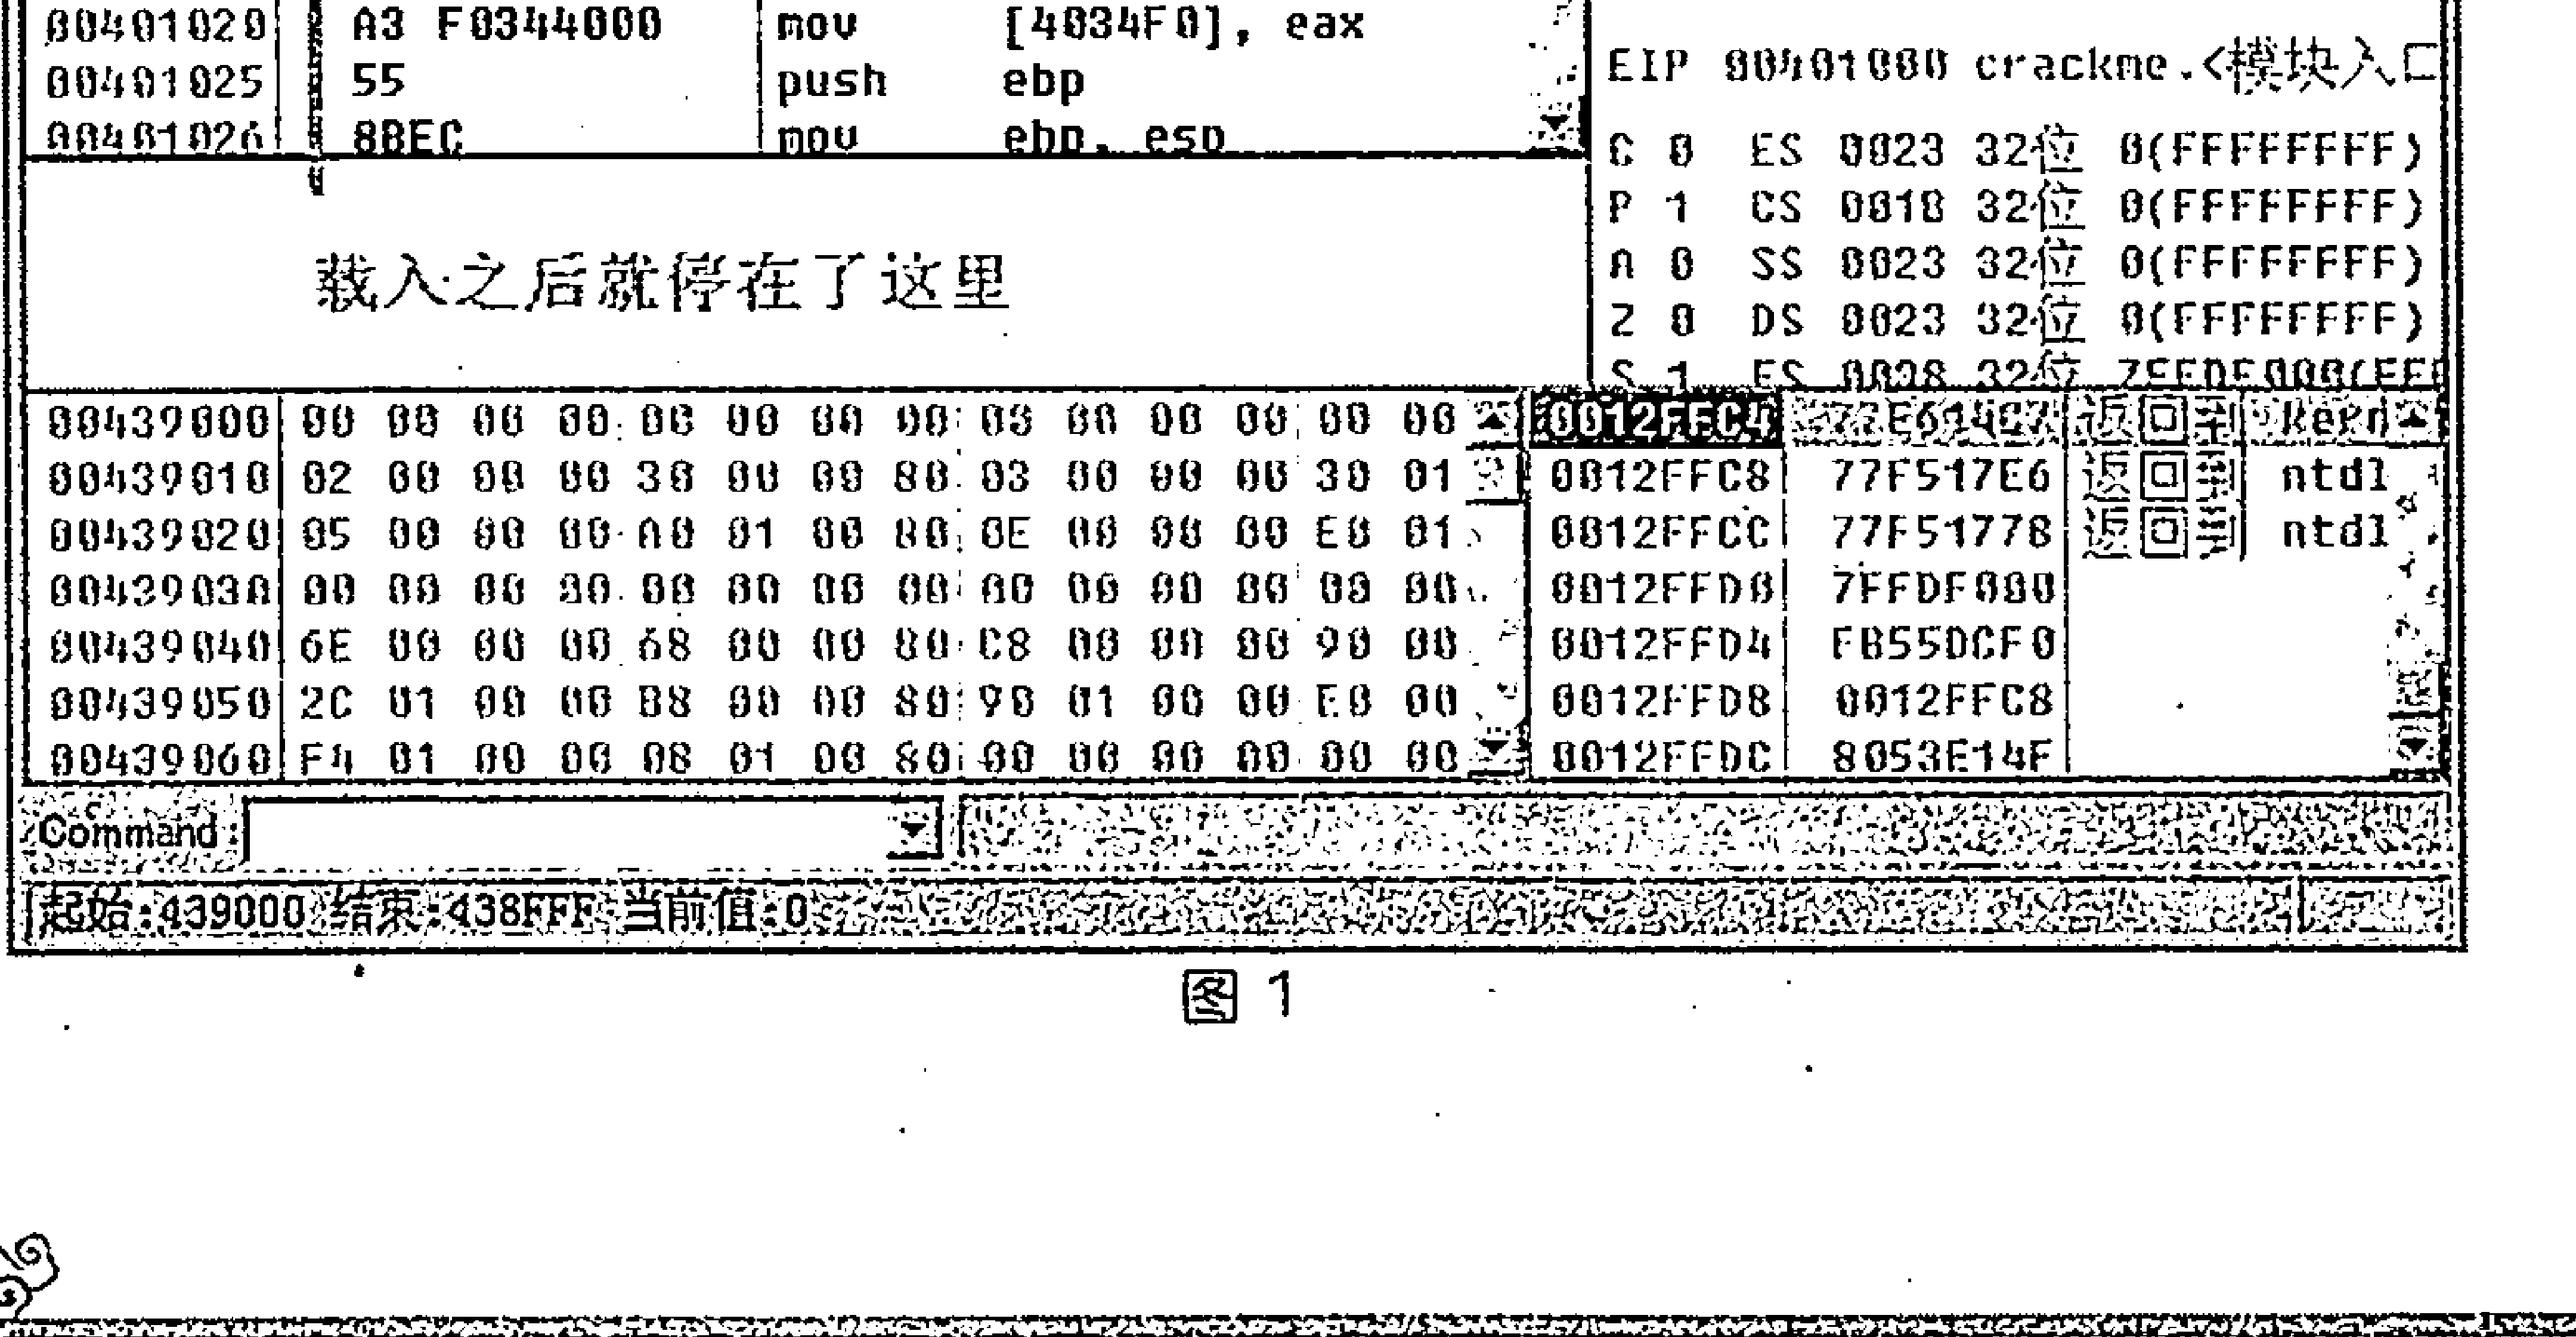 00401020 A3 F0344000 mov [4034F0], eax
00401025 55 push ebp
00401026 8BEC mov ebp, esp
载入之后就停在了这里
EIP 00401000 crackme.<模块入口
C 0 ES 0023 32位 0(FFFFFFFF)
P 1 CS 001B 32位 0(FFFFFFFF)
A 0 SS 0023 32位 0(FFFFFFFF)
Z 0 DS 0023 32位 0(FFFFFFFF)
S 1 32位
00439000 00 00 00 00 00 00 00 00 00 00 00 00 00
00439010 02 00 00 00 30 00 00 80 03 00 00 00 30 01
00439020 05 00 00 00 A0 01 00 80 0E 00 00 00 E0 01
00439030 00 00 00 00 00 00 00 00 00 00 00 00 00
00439040 6E 00 00 00 68 00 00 80 C8 00 00 00 90 00
00439050 2C 01 00 00 B8 00 00 80 90 01 00 00 E0 00
00439060 F4 01 00 00 08 01 00 80 00 00 00 00 00 00
0012FFC4 返回到
0012FFC8 77F517E6 返回到 ntdl
0012FFCC 77F51778 返回到 ntdl
0012FFD0 7FFDF000
0012FFD4 FB55DCF0
0012FFD8 0012FFC8
0012FFDC 8053E14F
Command:
起始:439000 结束:438FFF 当前值:0
图 1